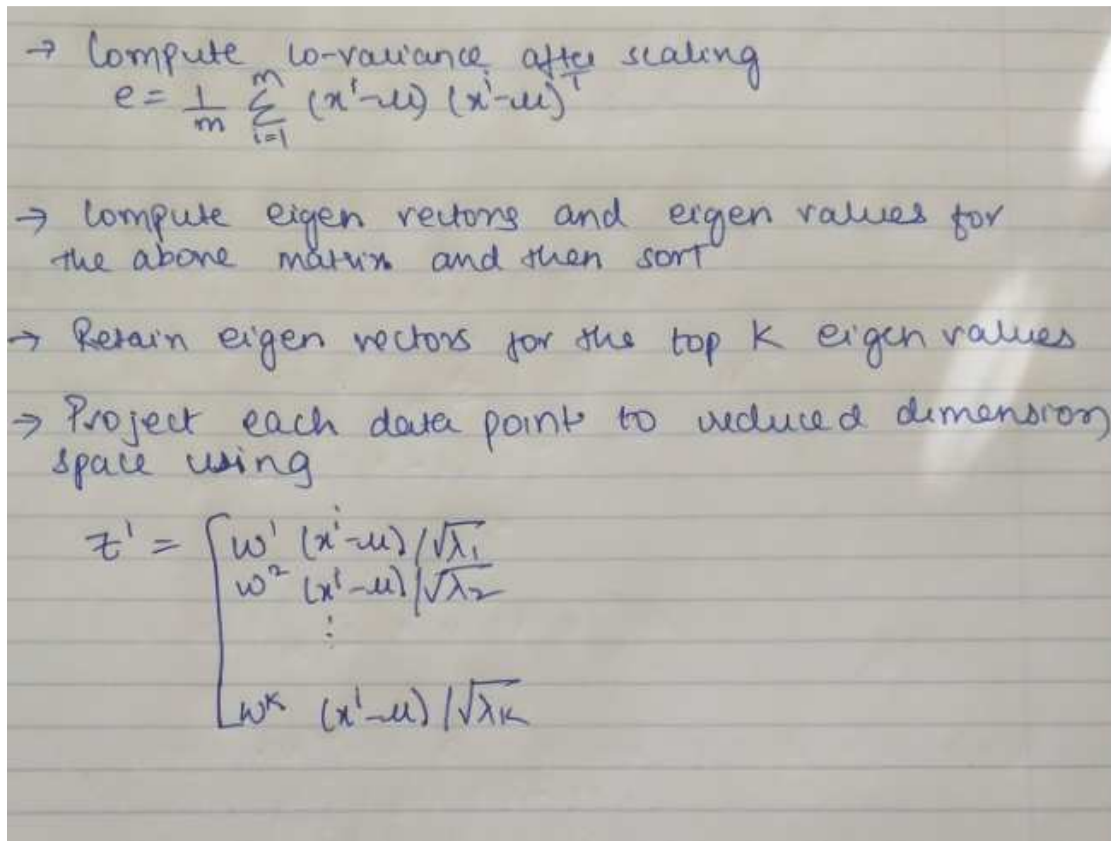 → Compute co-variance after scaling
e = 1/m Σ_{i=1}^{m} (x^i-μ) (x^i-μ)^T
→ Compute eigen vectors and eigen values for
the above matrix and then sort
→ Retain eigen vectors for the top K eigen values
→ Project each data point to reduced dimension
space using
z^i = [ w^1 (x^i-μ)/√λ_1
w^2 (x^i-μ)/√λ_2
⋮
w^K (x^i-μ)/√λ_K